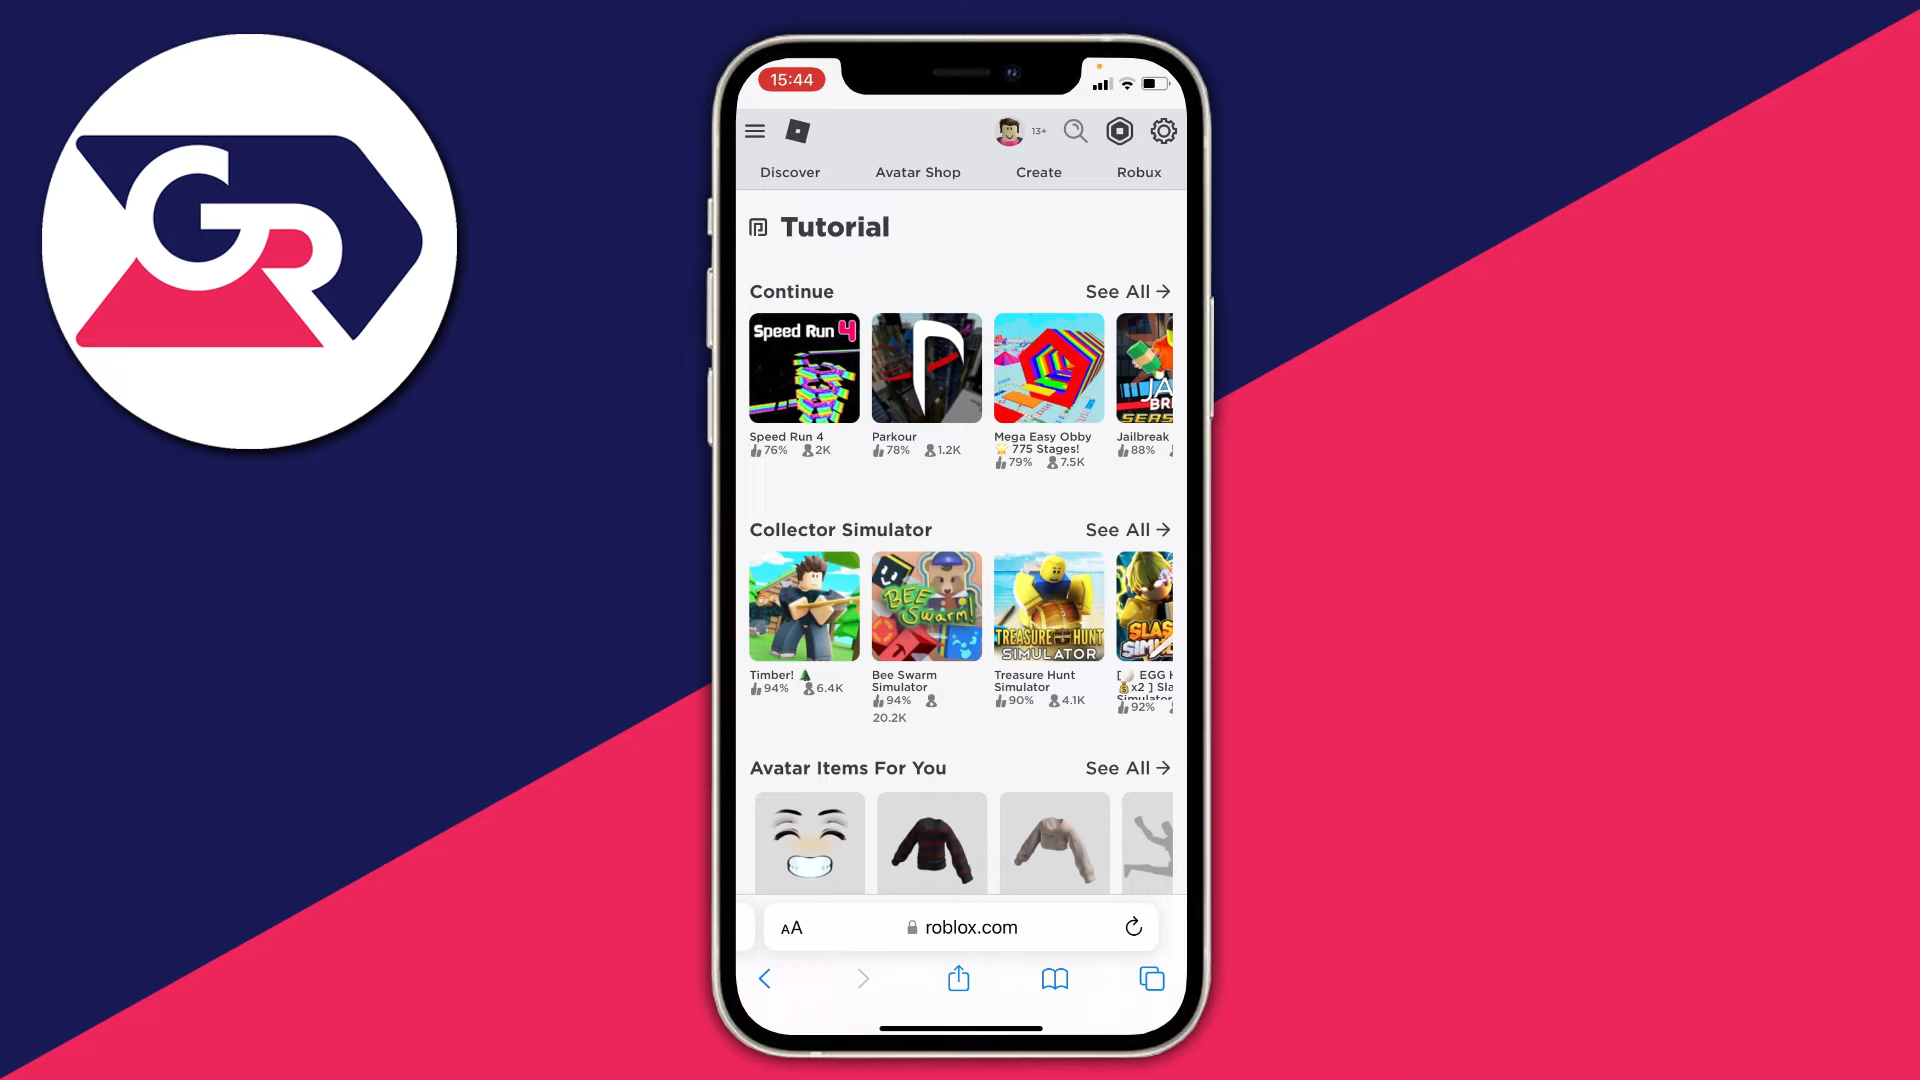 GR
15:44
13+
Discover Avatar Shop Create Robux
Tutorial
Continue See All
Speed Run 4
JA
BR
SEAS
Speed Run 4 Parkour Mega Easy Obby Jailbreak
775 Stages!
76% 2K 78% 1.2K 79% 7.5K 88%
Collector Simulator See All
BEE
Swarm!
TREASURE HUNT
SIMULATOR
SLAS
SIM
Timber! Bee Swarm Treasure Hunt [ EGG H
Simulator Simulator x2 ] Sla
Simulator
94% 6.4K 94% 20.2K 90% 4.1K 92%
Avatar Items For You See All
AA roblox.com